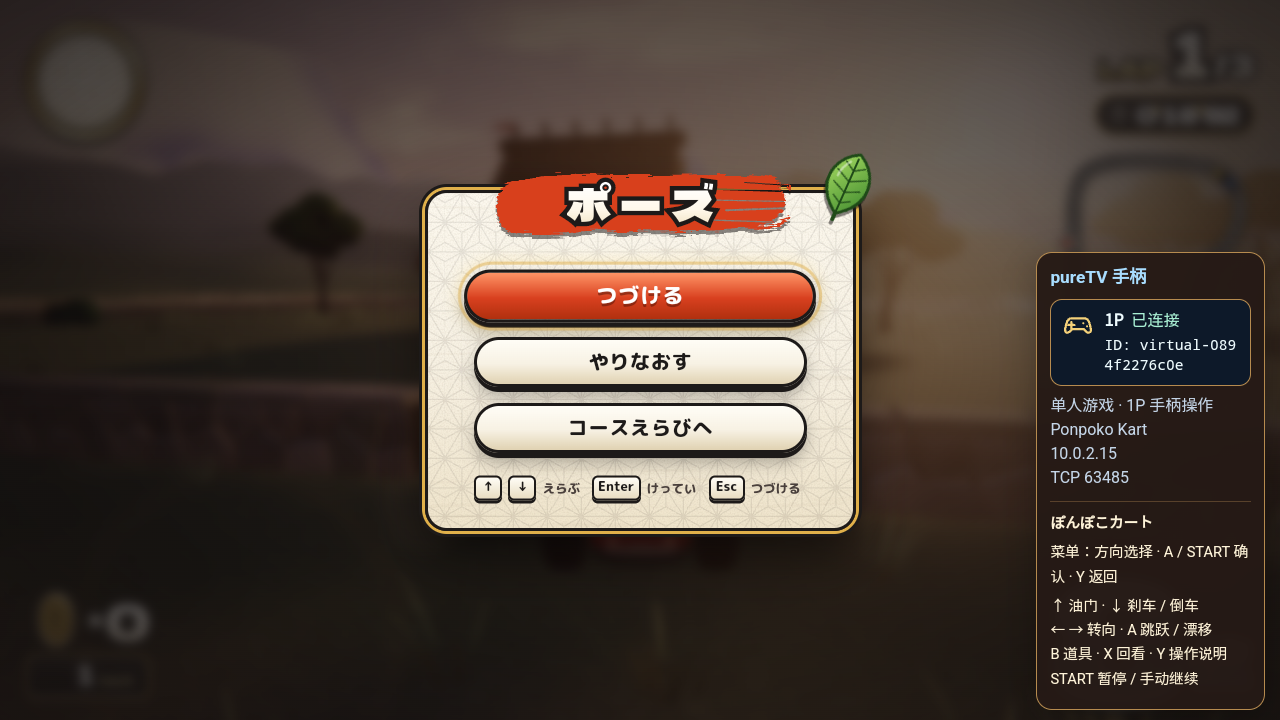 1
ポーズ
つづける
やりなおす
コースえらびへ
↑ ↓ えらぶ Enter けってい Esc つづける
pureTV 手柄
1P 已连接
ID: virtual-089
4f2276c0e
单人游戏 · 1P 手柄操作
Ponpoko Kart
10.0.2.15
TCP 63485
ぽんぽこカート
菜单：方向选择 · A / START 确
认 · Y 返回
↑ 油门 · ↓ 刹车 / 倒车
← → 转向 · A 跳跃 / 漂移
B 道具 · X 回看 · Y 操作说明
START 暂停 / 手动继续